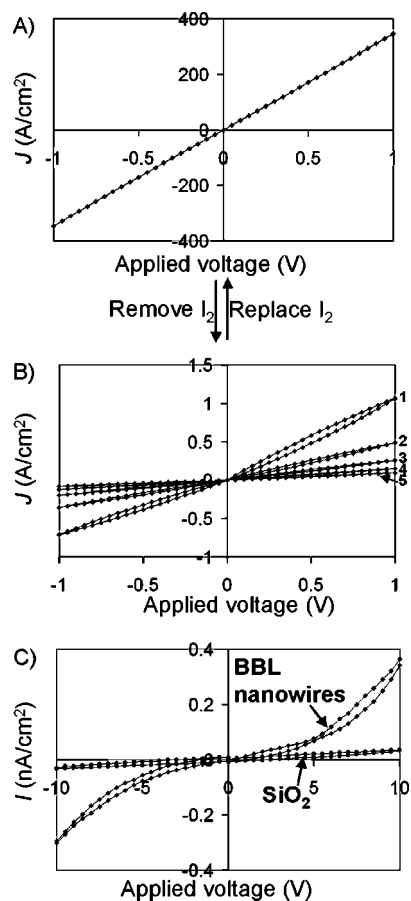 A)
400
200
0
-200
-400
-1
-0.5
0
0.5
1
J (A/cm²)
Applied voltage (V)
Remove I₂
Replace I₂
B)
1.5
1
0.5
0
-0.5
-1
1
2
3
4
5
J (A/cm²)
-1
-0.5
0
0.5
1
Applied voltage (V)
C)
0.4
0.2
0.0
-0.2
-0.4
BBL
nanowires
SiO₂
I (nA/cm²)
-10
-5
0
5
10
Applied voltage (V)